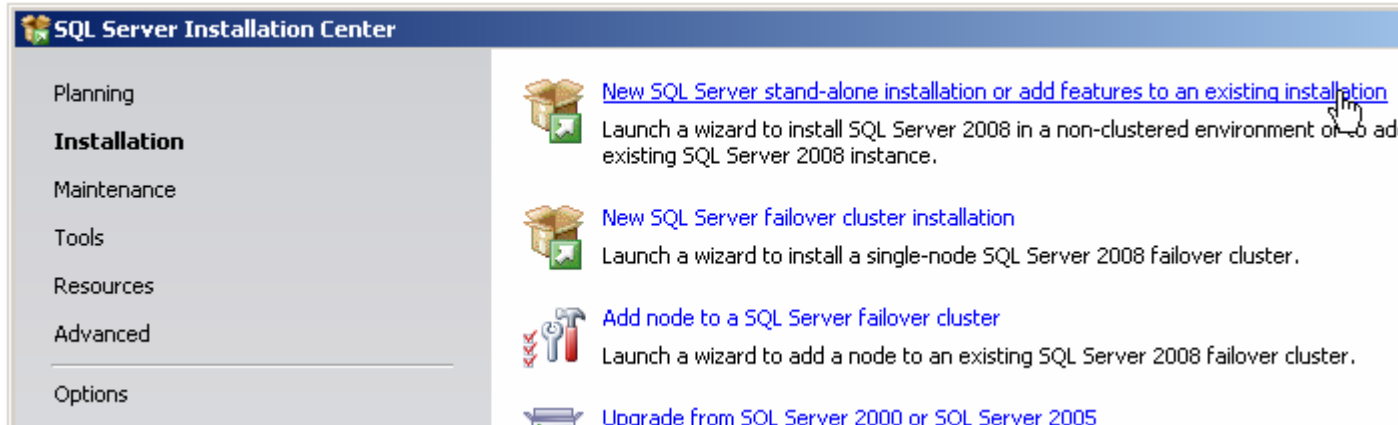 SQL Server Installation Center
Planning
Installation
Maintenance
Tools
Resources
Advanced
Options
New SQL Server stand-alone installation or add features to an existing installation
Launch a wizard to install SQL Server 2008 in a non-clustered environment or to ad
existing SQL Server 2008 instance.
New SQL Server failover cluster installation
Launch a wizard to install a single-node SQL Server 2008 failover cluster.
Add node to a SQL Server failover cluster
Launch a wizard to add a node to an existing SQL Server 2008 failover cluster.
Upgrade from SQL Server 2000 or SQL Server 2005